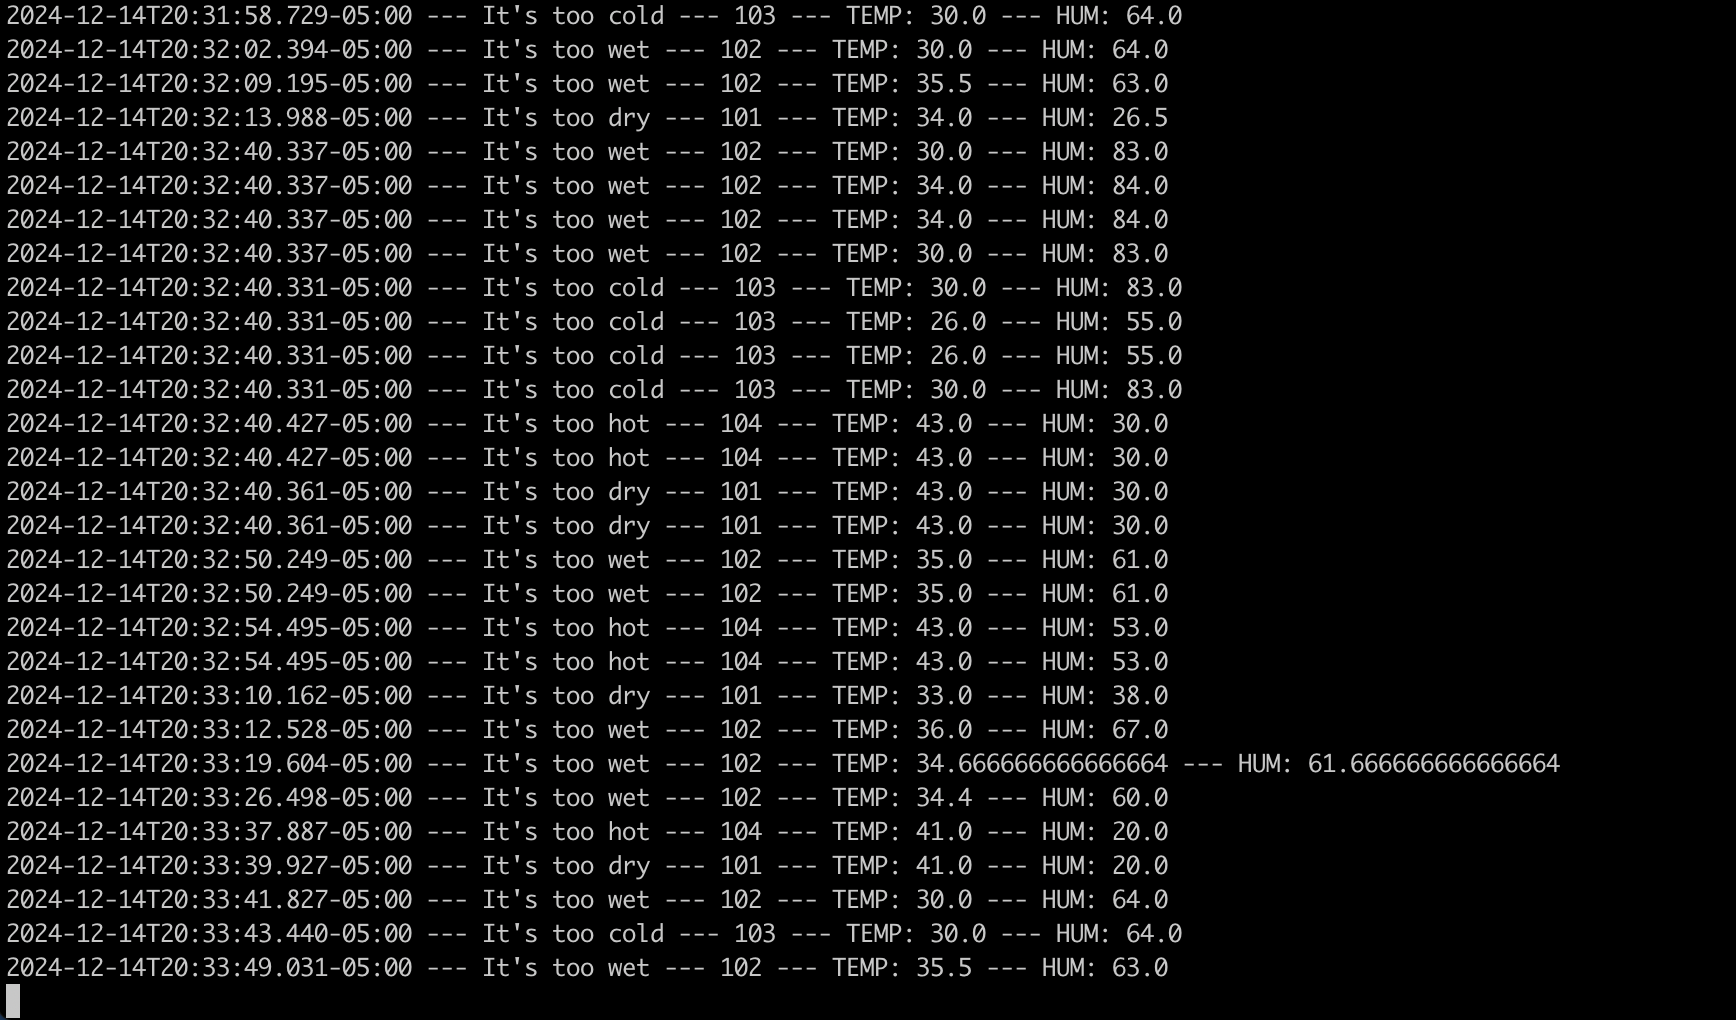 2024-12-14T20:31:58.729-05:00 --- It's too cold --- 103 --- TEMP: 30.0 --- HUM: 64.0
2024-12-14T20:32:02.394-05:00 --- It's too wet --- 102 --- TEMP: 30.0 --- HUM: 64.0
2024-12-14T20:32:09.195-05:00 --- It's too wet --- 102 --- TEMP: 35.5 --- HUM: 63.0
2024-12-14T20:32:13.988-05:00 --- It's too dry --- 101 --- TEMP: 34.0 --- HUM: 26.5
2024-12-14T20:32:40.337-05:00 --- It's too wet --- 102 --- TEMP: 30.0 --- HUM: 83.0
2024-12-14T20:32:40.337-05:00 --- It's too wet --- 102 --- TEMP: 34.0 --- HUM: 84.0
2024-12-14T20:32:40.337-05:00 --- It's too wet --- 102 --- TEMP: 34.0 --- HUM: 84.0
2024-12-14T20:32:40.337-05:00 --- It's too wet --- 102 --- TEMP: 30.0 --- HUM: 83.0
2024-12-14T20:32:40.331-05:00 --- It's too cold --- 103 --- TEMP: 30.0 --- HUM: 83.0
2024-12-14T20:32:40.331-05:00 --- It's too cold --- 103 --- TEMP: 26.0 --- HUM: 55.0
2024-12-14T20:32:40.331-05:00 --- It's too cold --- 103 --- TEMP: 26.0 --- HUM: 55.0
2024-12-14T20:32:40.331-05:00 --- It's too cold --- 103 --- TEMP: 30.0 --- HUM: 83.0
2024-12-14T20:32:40.427-05:00 --- It's too hot --- 104 --- TEMP: 43.0 --- HUM: 30.0
2024-12-14T20:32:40.427-05:00 --- It's too hot --- 104 --- TEMP: 43.0 --- HUM: 30.0
2024-12-14T20:32:40.361-05:00 --- It's too dry --- 101 --- TEMP: 43.0 --- HUM: 30.0
2024-12-14T20:32:40.361-05:00 --- It's too dry --- 101 --- TEMP: 43.0 --- HUM: 30.0
2024-12-14T20:32:50.249-05:00 --- It's too wet --- 102 --- TEMP: 35.0 --- HUM: 61.0
2024-12-14T20:32:50.249-05:00 --- It's too wet --- 102 --- TEMP: 35.0 --- HUM: 61.0
2024-12-14T20:32:54.495-05:00 --- It's too hot --- 104 --- TEMP: 43.0 --- HUM: 53.0
2024-12-14T20:32:54.495-05:00 --- It's too hot --- 104 --- TEMP: 43.0 --- HUM: 53.0
2024-12-14T20:33:10.162-05:00 --- It's too dry --- 101 --- TEMP: 33.0 --- HUM: 38.0
2024-12-14T20:33:12.528-05:00 --- It's too wet --- 102 --- TEMP: 36.0 --- HUM: 67.0
2024-12-14T20:33:19.604-05:00 --- It's too wet --- 102 --- TEMP: 34.666666666666664 --- HUM: 61.666666666666664
2024-12-14T20:33:26.498-05:00 --- It's too wet --- 102 --- TEMP: 34.4 --- HUM: 60.0
2024-12-14T20:33:37.887-05:00 --- It's too hot --- 104 --- TEMP: 41.0 --- HUM: 20.0
2024-12-14T20:33:39.927-05:00 --- It's too dry --- 101 --- TEMP: 41.0 --- HUM: 20.0
2024-12-14T20:33:41.827-05:00 --- It's too wet --- 102 --- TEMP: 30.0 --- HUM: 64.0
2024-12-14T20:33:43.440-05:00 --- It's too cold --- 103 --- TEMP: 30.0 --- HUM: 64.0
2024-12-14T20:33:49.031-05:00 --- It's too wet --- 102 --- TEMP: 35.5 --- HUM: 63.0